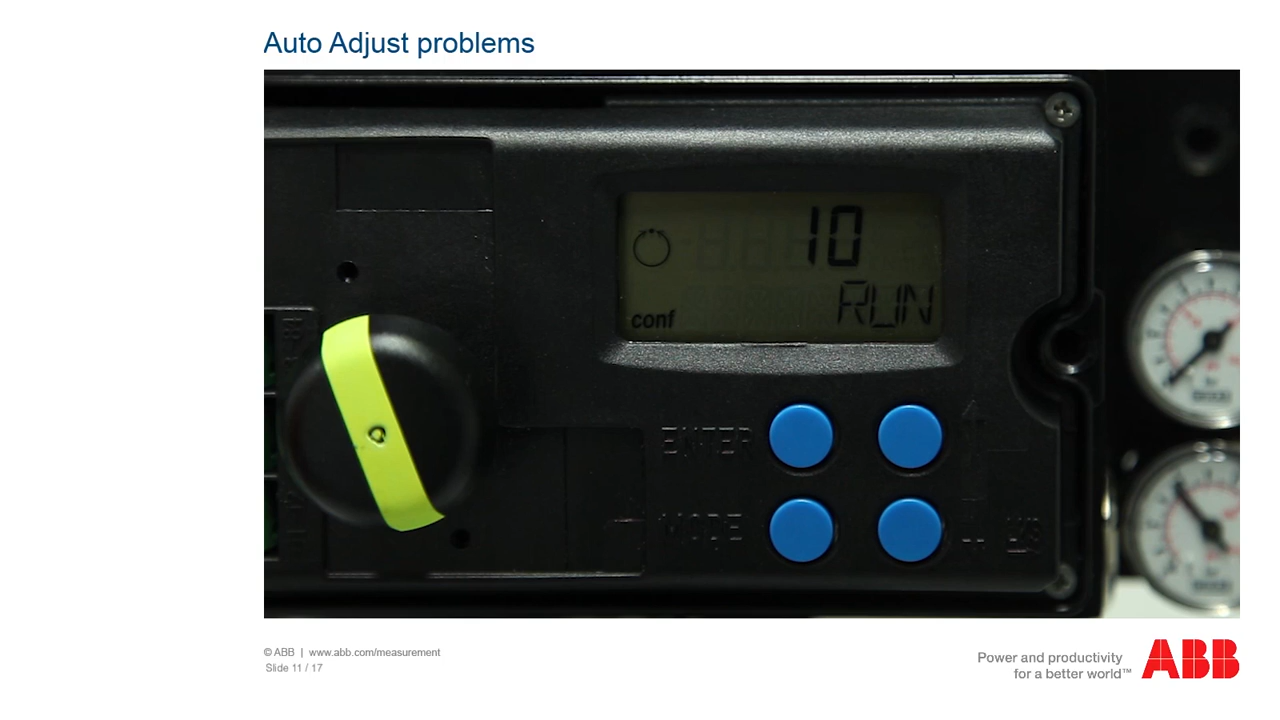 Auto Adjust problems
10
RUN
conf
ENTER
MODE
© ABB | www.abb.com/measurement
Slide 11 / 17
Power and productivity
for a better world™
ABB